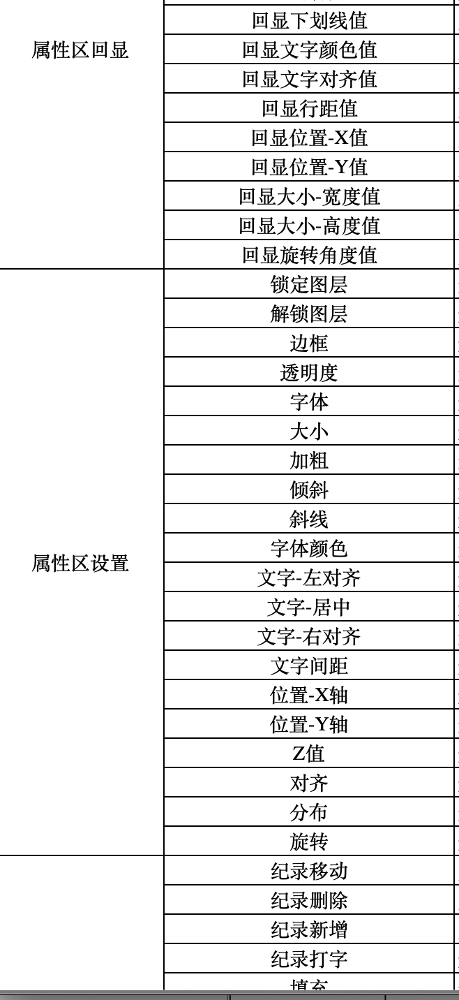 回显下划线值
属性区回显
回显文字颜色值
回显文字对齐值
回显行距值
回显位置-X值
回显位置-Y值
回显大小-宽度值
回显大小-高度值
回显旋转角度值
锁定图层
解锁图层
边框
透明度
字体
大小
加粗
倾斜
斜线
字体颜色
属性区设置
文字-左对齐
文字-居中
文字-右对齐
文字间距
位置-X轴
位置-Y轴
Z值
对齐
分布
旋转
纪录移动
纪录删除
纪录新增
纪录打字
填充